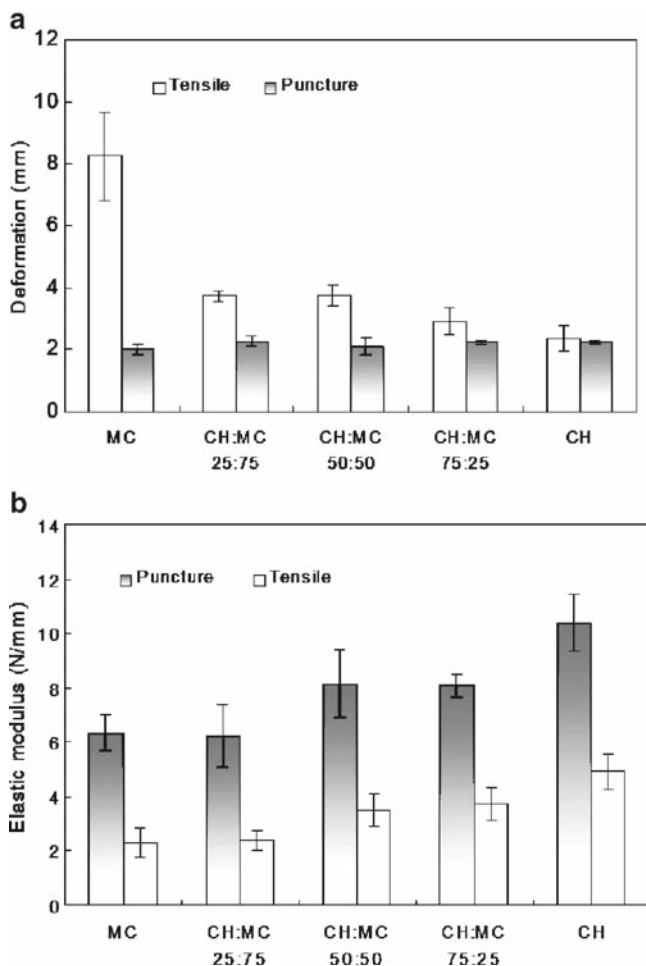 a
12
10
8
6
4
2
0
Deformation (mm)
Tensile Puncture
MC CH:MC CH:MC CH:MC CH
25:75 50:50 75:25
b
14
12
10
8
6
4
2
0
Elastic modulus (N/mm)
Puncture Tensile
MC CH:MC CH:MC CH:MC CH
25:75 50:50 75:25